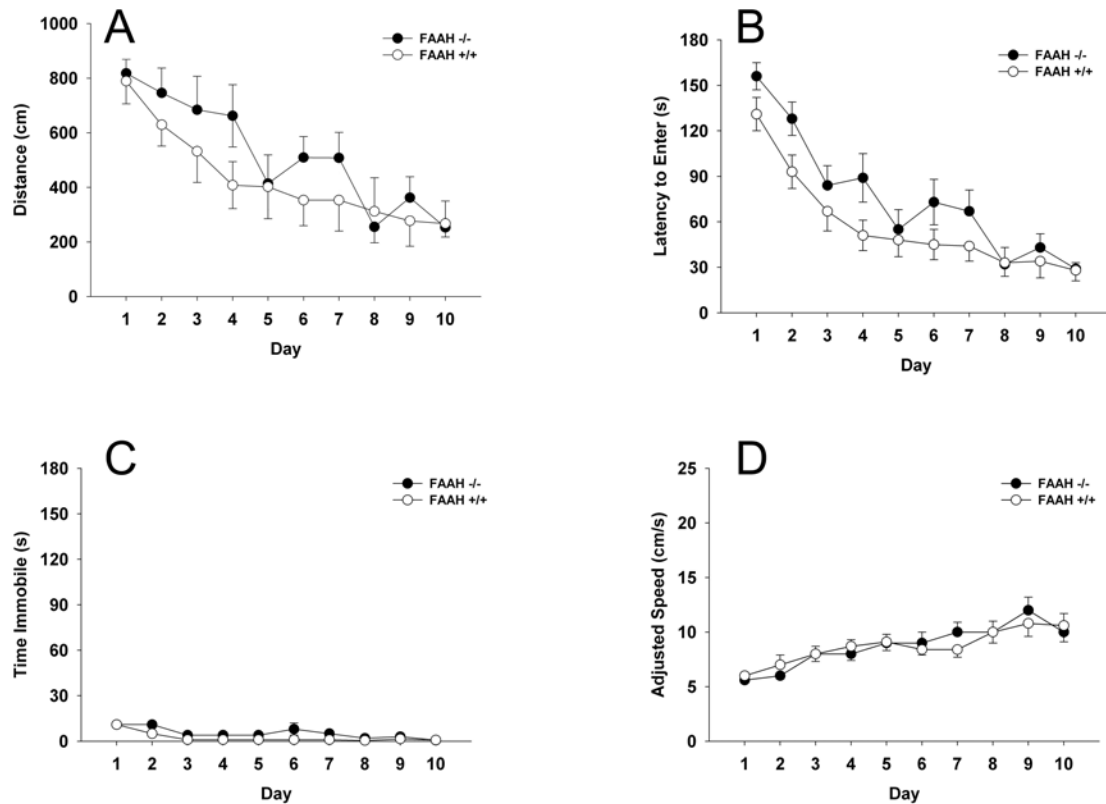 A
FAAH -/-
FAAH +/+
Distance (cm)
1000
800
600
400
200
0
1 2 3 4 5 6 7 8 9 10
Day
B
FAAH -/-
FAAH +/+
Latency to Enter (s)
180
150
120
90
60
30
0
1 2 3 4 5 6 7 8 9 10
Day
C
FAAH -/-
FAAH +/+
Time Immobile (s)
180
150
120
90
60
30
0
1 2 3 4 5 6 7 8 9 10
Day
D
FAAH -/-
FAAH +/+
Adjusted Speed (cm/s)
25
20
15
10
5
0
1 2 3 4 5 6 7 8 9 10
Day